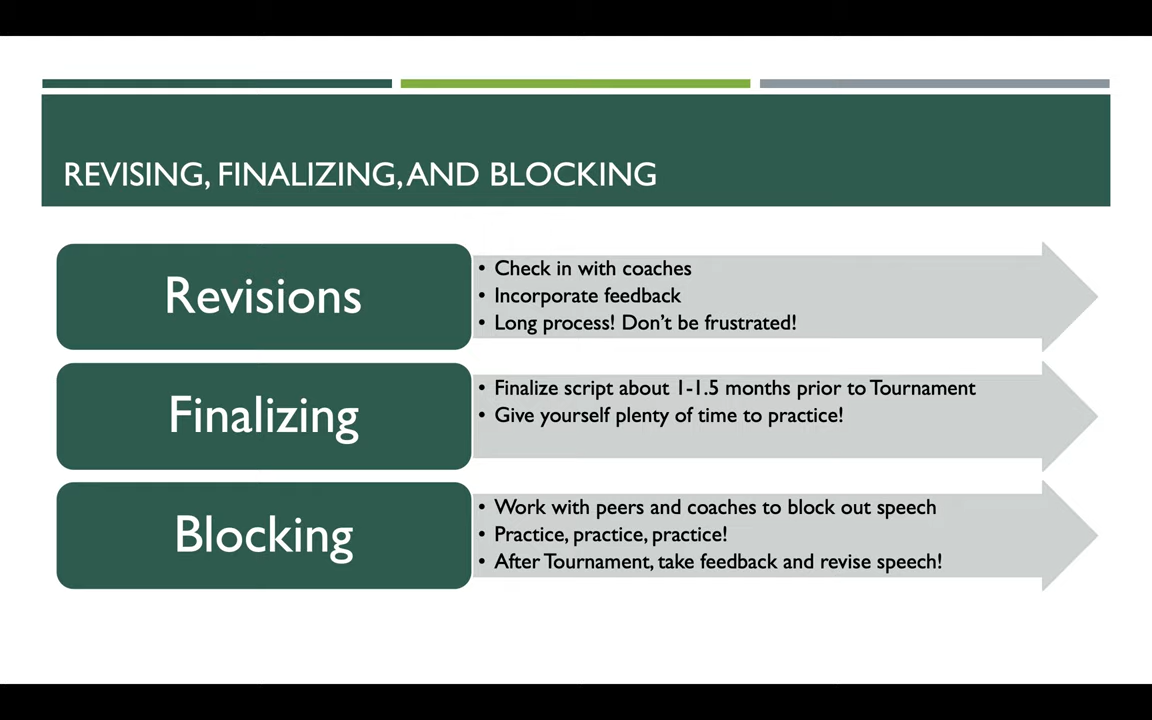 REVISING, FINALIZING, AND BLOCKING
Revisions
• Check in with coaches
• Incorporate feedback
• Long process! Don’t be frustrated!
Finalizing
• Finalize script about 1-1.5 months prior to Tournament
• Give yourself plenty of time to practice!
Blocking
• Work with peers and coaches to block out speech
• Practice, practice, practice!
• After Tournament, take feedback and revise speech!